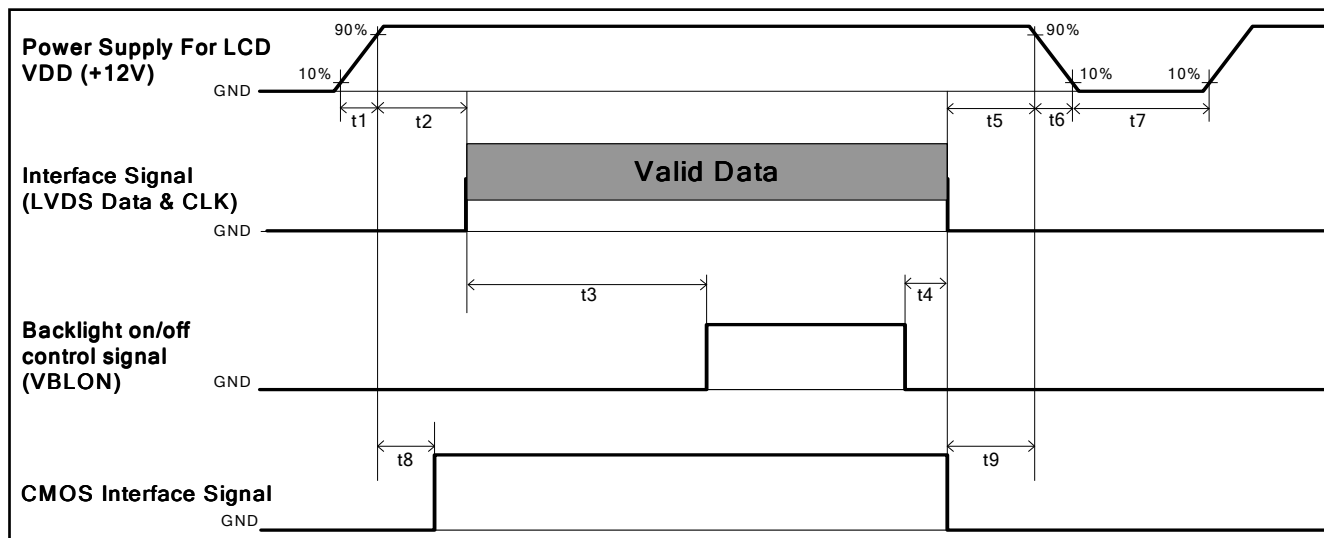 Power Supply For LCD
VDD (+12V)
90%
10%
GND
90%
10%
10%
t1
t2
t5
t6
t7
Interface Signal
(LVDS Data & CLK)
Valid Data
GND
t3
t4
Backlight on/off
control signal
(VBLON)
GND
t8
t9
CMOS Interface Signal
GND